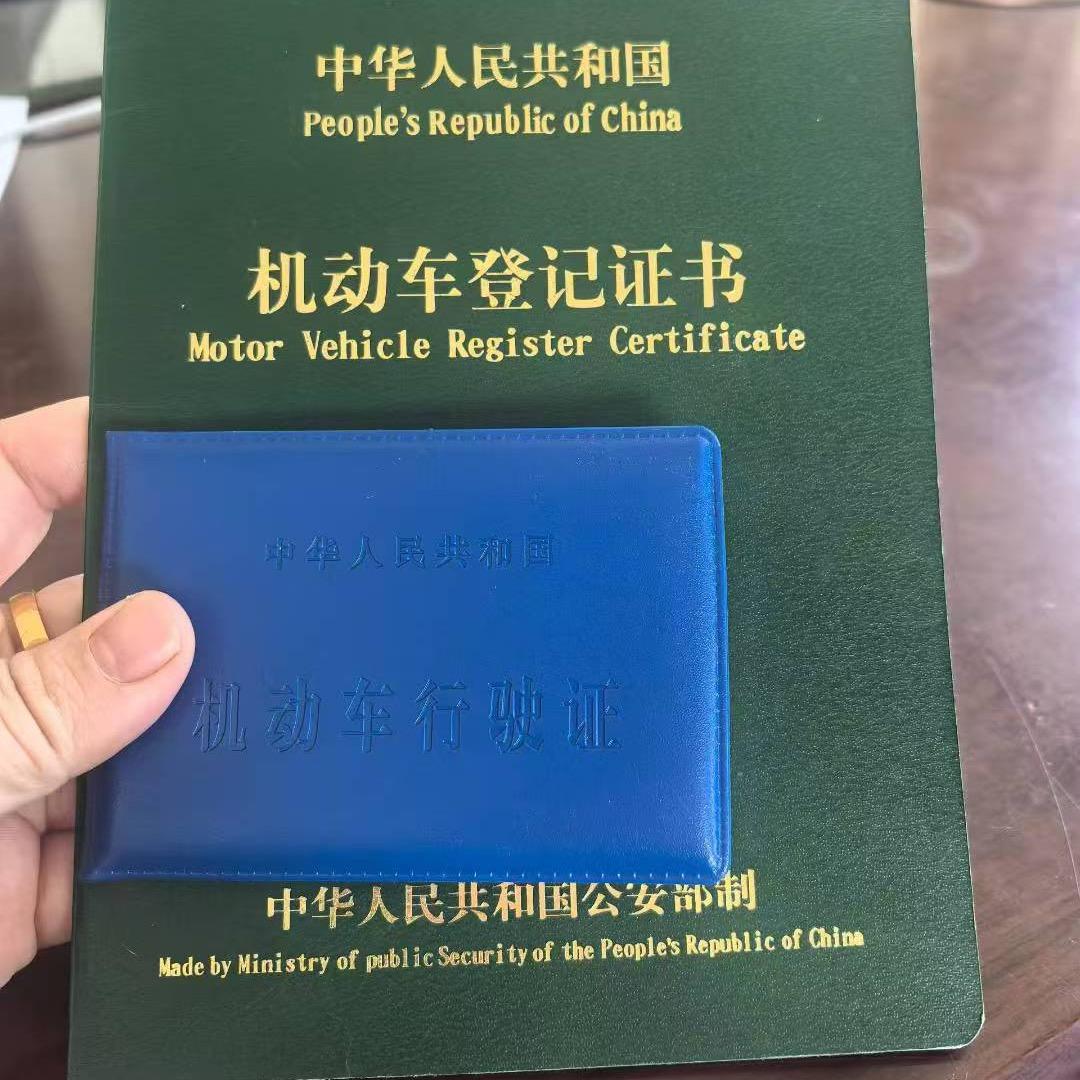 中华人民共和国
People's Republic of China
机动车登记证书
Motor Vehicle Register Certificate
中华人民共和国
机动车行驶证
中华人民共和国公安部制
Made by Ministry of public Security of the People's Republic of China